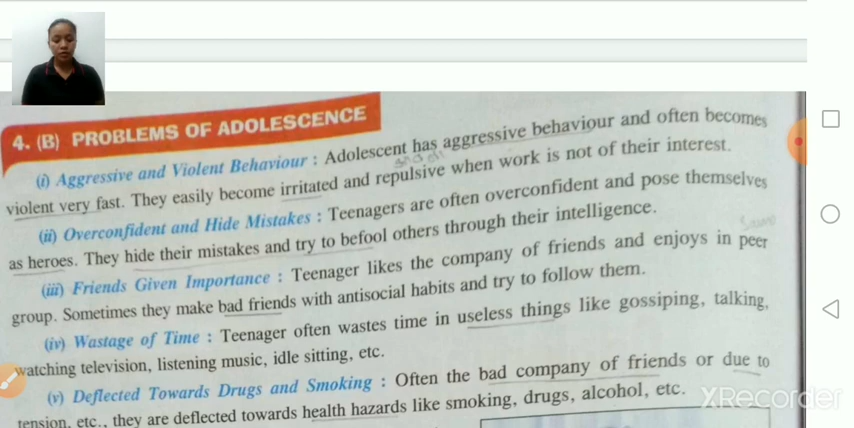 4. (B) PROBLEMS OF ADOLESCENCE
(i) Aggressive and Violent Behaviour : Adolescent has aggressive behaviour and often becomes
violent very fast. They easily become irritated and repulsive when work is not of their interest.
(ii) Overconfident and Hide Mistakes : Teenagers are often overconfident and pose themselves
as heroes. They hide their mistakes and try to befool others through their intelligence.
(iii) Friends Given Importance : Teenager likes the company of friends and enjoys in peer
group. Sometimes they make bad friends with antisocial habits and try to follow them.
(iv) Wastage of Time : Teenager often wastes time in useless things like gossiping, talking,
watching television, listening music, idle sitting, etc.
(v) Deflected Towards Drugs and Smoking : Often the bad company of friends or due to
tension, etc., they are deflected towards health hazards like smoking, drugs, alcohol, etc.
XRecorder